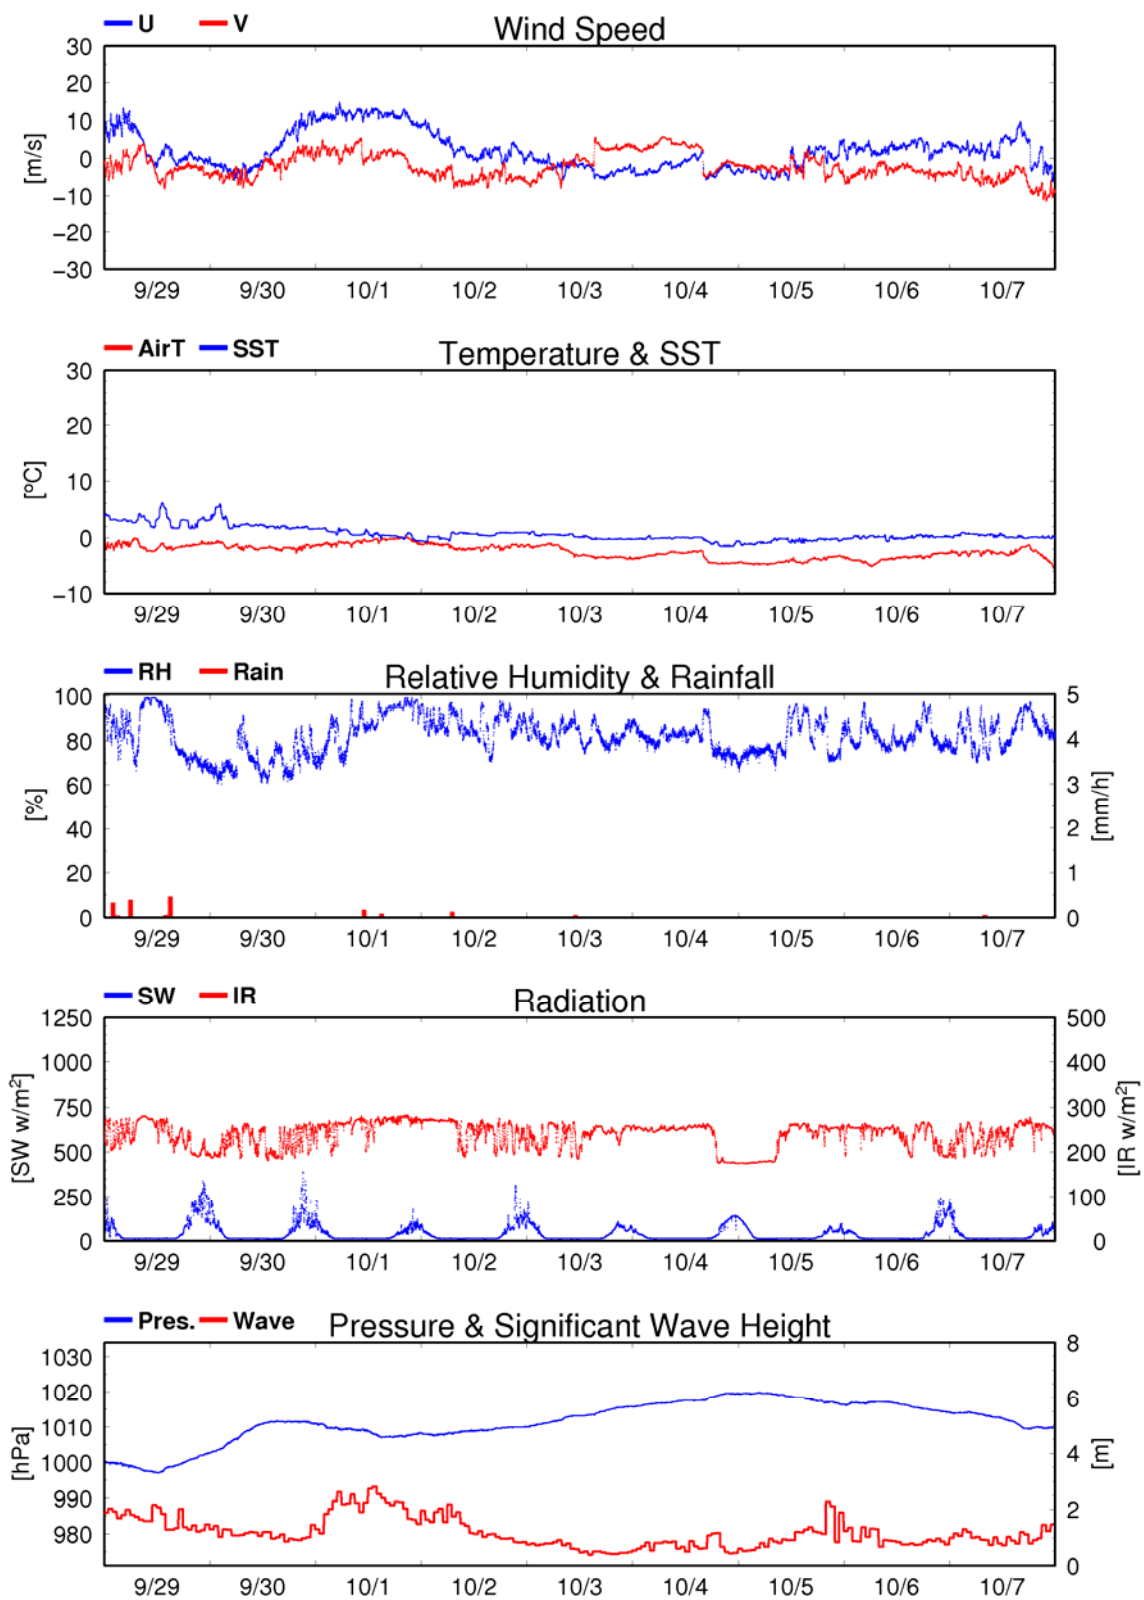 U V Wind Speed
30
20
10
0
−10
−20
−30
[m/s]
9/29 9/30 10/1 10/2 10/3 10/4 10/5 10/6 10/7
AirT SST Temperature & SST
30
20
10
0
−10
[ºC]
9/29 9/30 10/1 10/2 10/3 10/4 10/5 10/6 10/7
RH Rain Relative Humidity & Rainfall
100 5
80 4
60 3
40 2
20 1
0 0
[%] [mm/h]
9/29 9/30 10/1 10/2 10/3 10/4 10/5 10/6 10/7
SW IR Radiation
1250 500
1000 400
750 300
500 200
250 100
0 0
[SW w/m²] [IR w/m²]
9/29 9/30 10/1 10/2 10/3 10/4 10/5 10/6 10/7
Pres. Wave Pressure & Significant Wave Height
1030 8
1020 6
1010
1000 4
990 2
980
0
[hPa] [m]
9/29 9/30 10/1 10/2 10/3 10/4 10/5 10/6 10/7